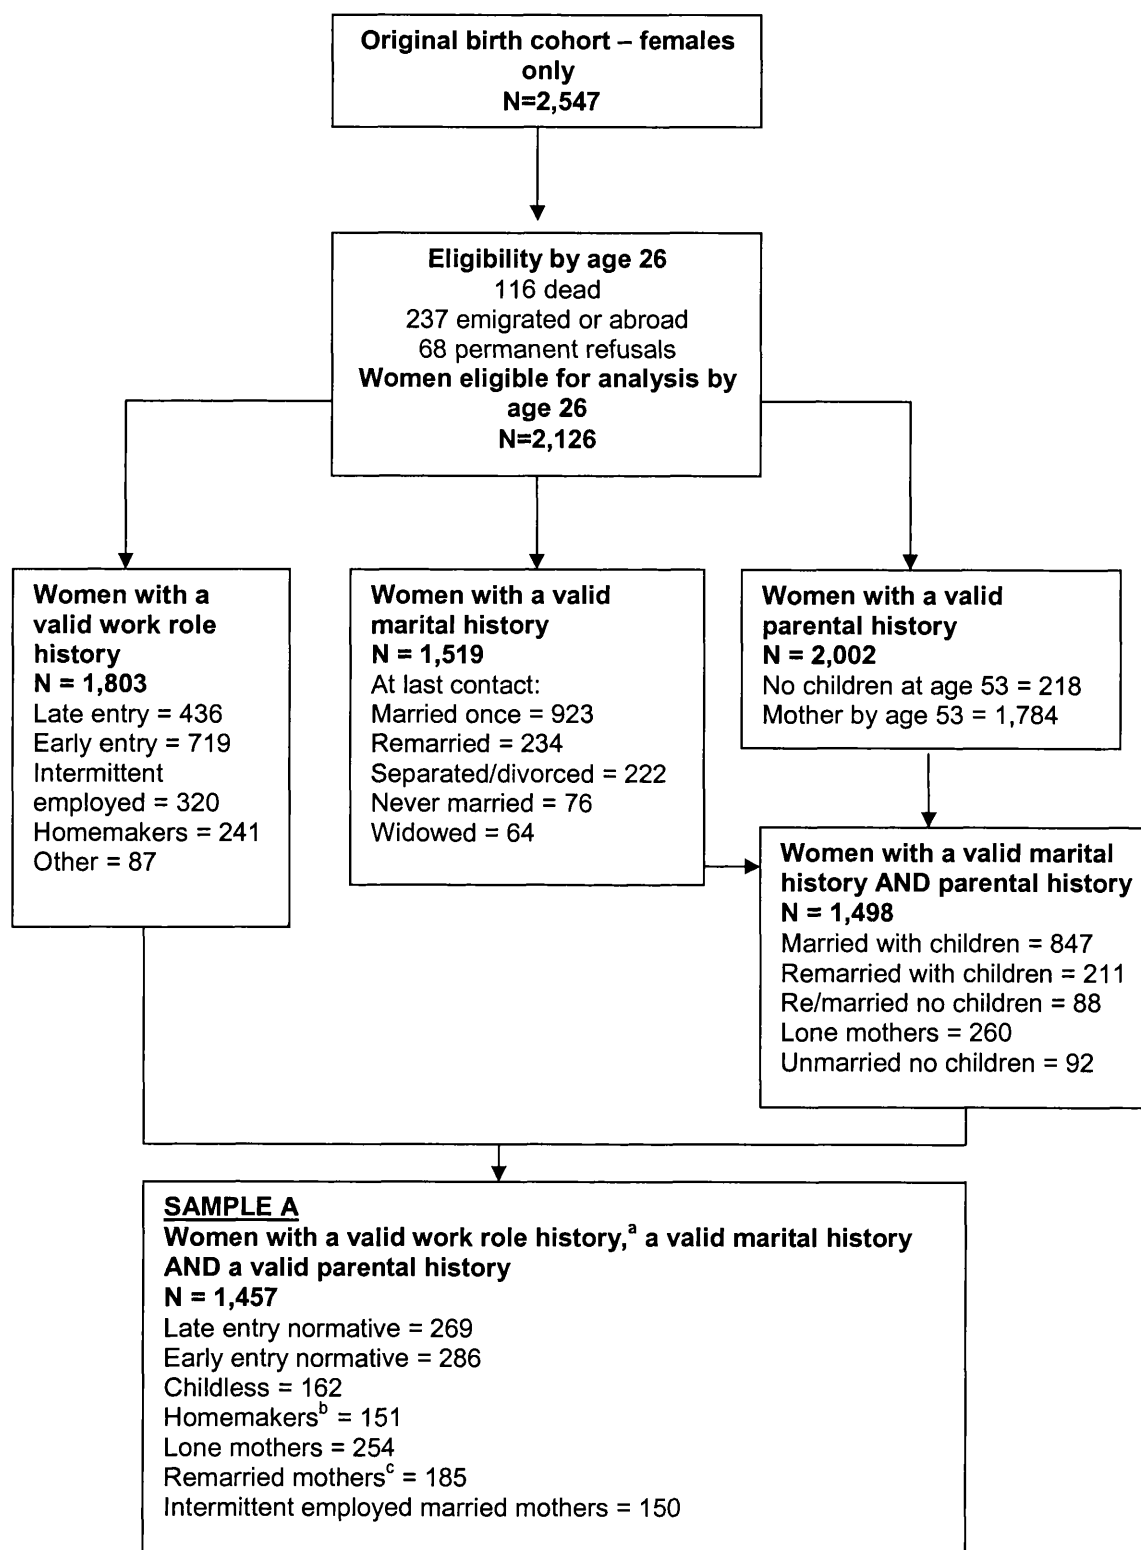 Original birth cohort – females
only
N=2,547
Eligibility by age 26
116 dead
237 emigrated or abroad
68 permanent refusals
Women eligible for analysis by
age 26
N=2,126
Women with a
valid work role
history
N = 1,803
Late entry = 436
Early entry = 719
Intermittent
employed = 320
Homemakers = 241
Other = 87
Women with a valid
marital history
N = 1,519
At last contact:
Married once = 923
Remarried = 234
Separated/divorced = 222
Never married = 76
Widowed = 64
Women with a valid
parental history
N = 2,002
No children at age 53 = 218
Mother by age 53 = 1,784
Women with a valid marital
history AND parental history
N = 1,498
Married with children = 847
Remarried with children = 211
Re/married no children = 88
Lone mothers = 260
Unmarried no children = 92
SAMPLE A
Women with a valid work role history,ᵃ a valid marital history
AND a valid parental history
N = 1,457
Late entry normative = 269
Early entry normative = 286
Childless = 162
Homemakersᵇ = 151
Lone mothers = 254
Remarried mothersᶜ = 185
Intermittent employed married mothers = 150